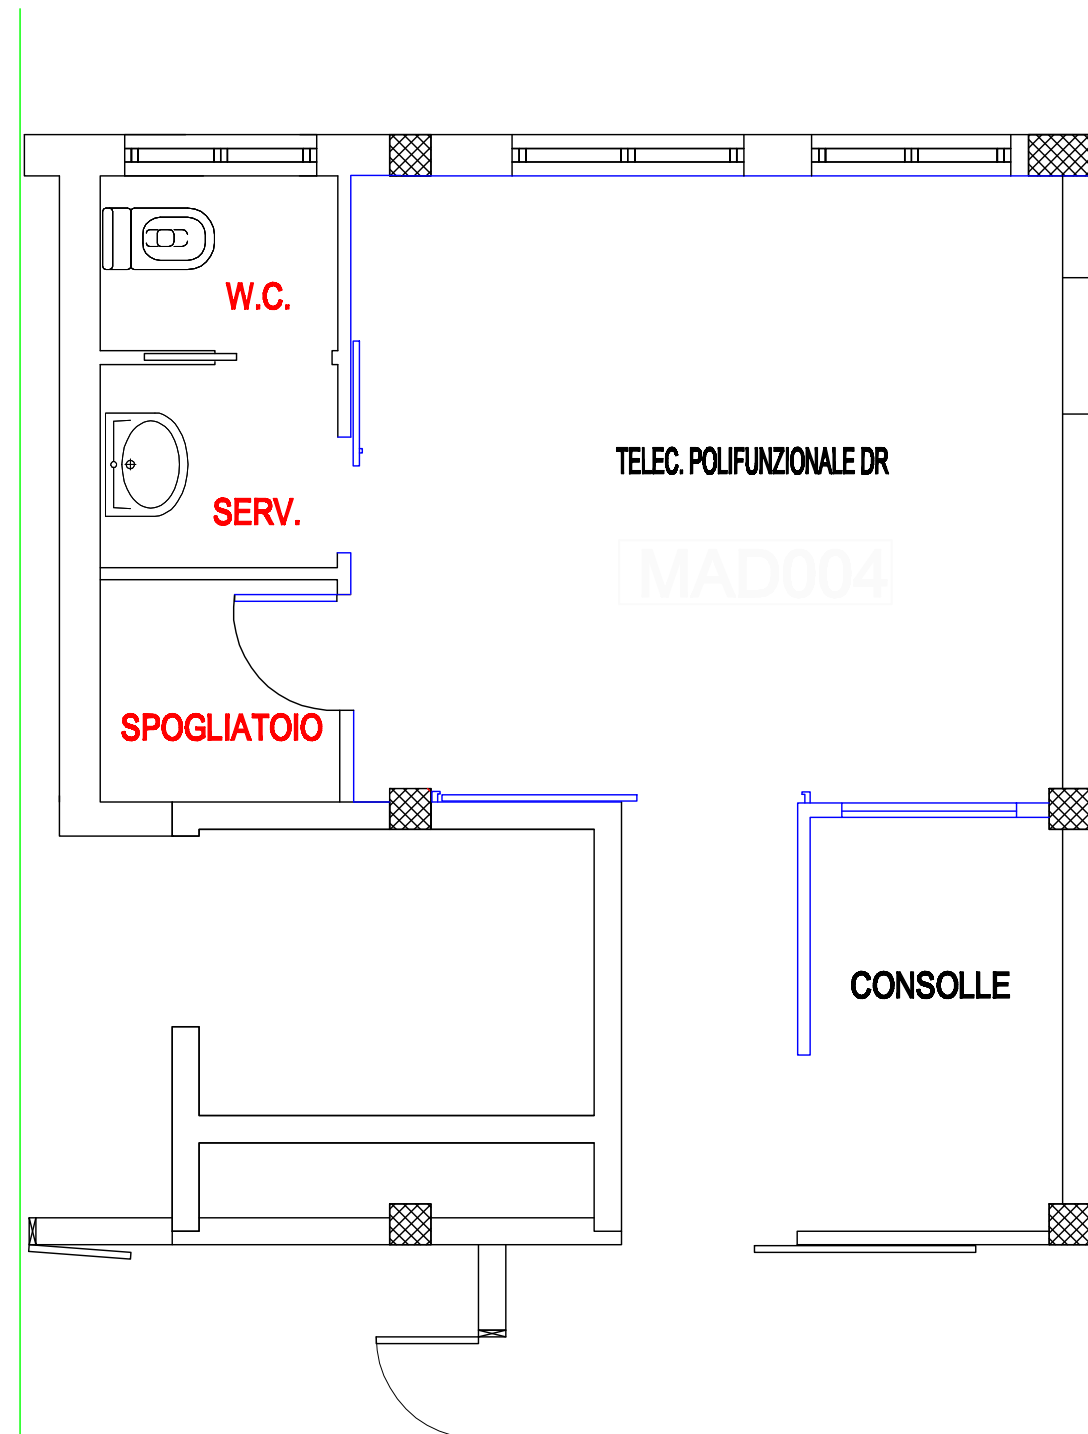 W.C.
TELEC. POLIFUNZIONALE DR
SERV.
MAD004
SPOGLIATOIO
CONSOLLE